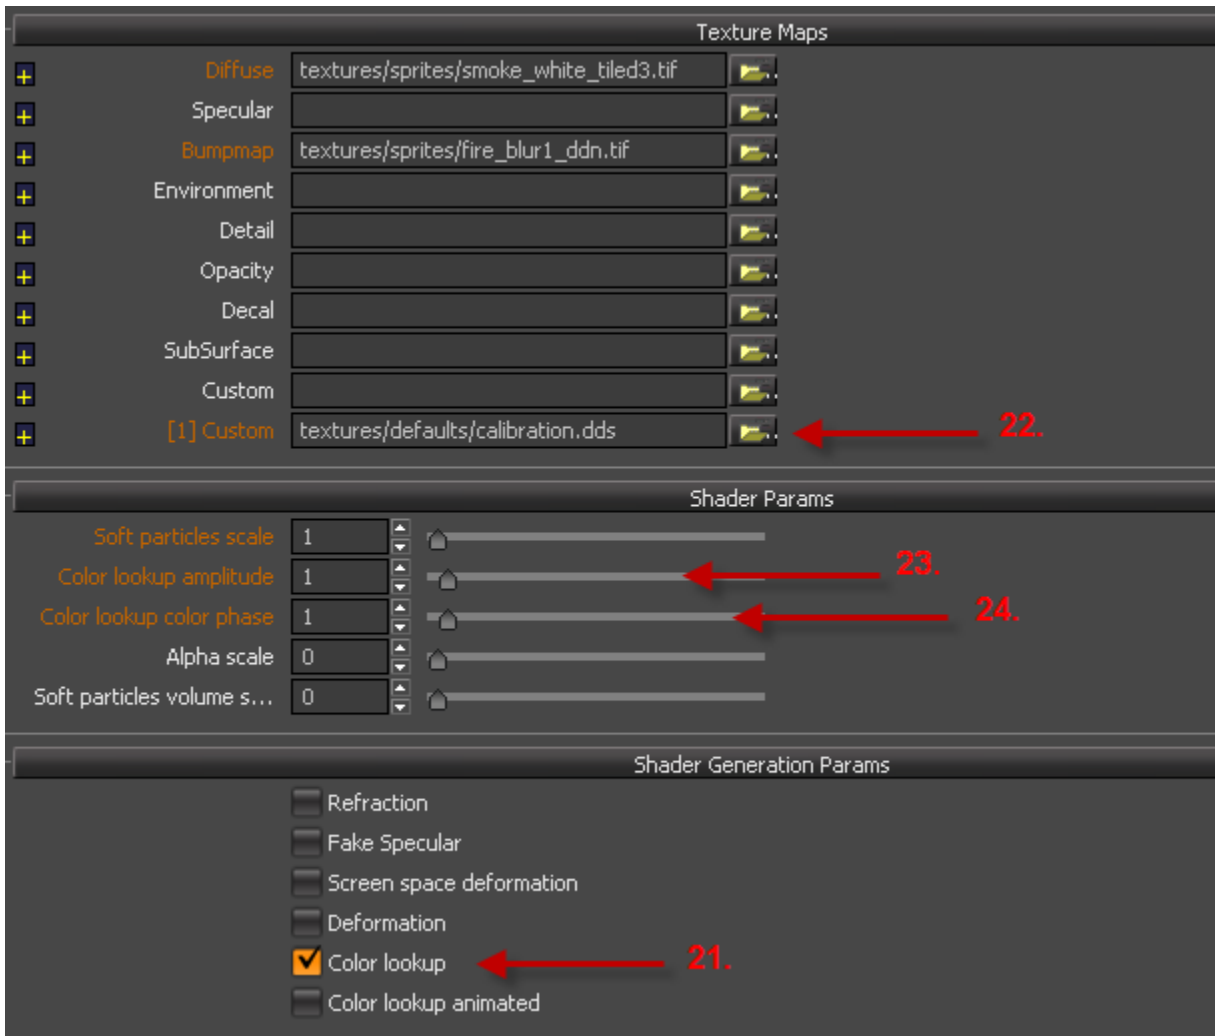 Texture Maps
Diffuse textures/sprites/smoke_white_tiled3.tif
Specular
Bumpmap textures/sprites/fire_blur1_ddn.tif
Environment
Detail
Opacity
Decal
SubSurface
Custom
[1] Custom textures/defaults/calibration.dds 22.
Shader Params
Soft particles scale 1
Color lookup amplitude 1 23.
Color lookup color phase 1 24.
Alpha scale 0
Soft particles volume s... 0
Shader Generation Params
Refraction
Fake Specular
Screen space deformation
Deformation
Color lookup 21.
Color lookup animated